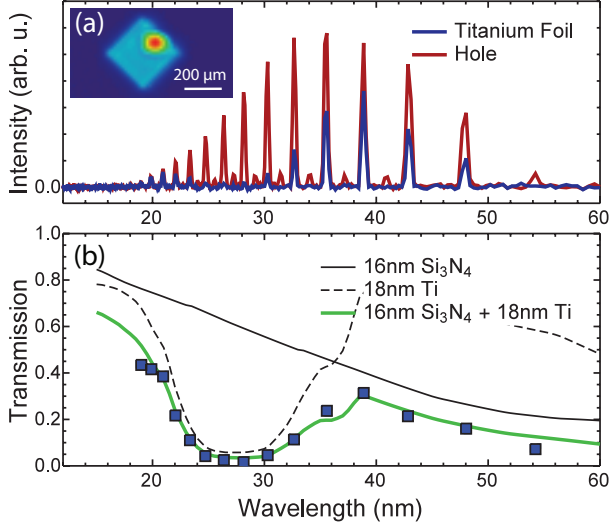 (a)
200 μm
Titanium Foil
Hole
Intensity (arb. u.)
0.0
20 30 40 50 60
(b)
16nm Si₃N₄
18nm Ti
16nm Si₃N₄ + 18nm Ti
Transmission
1.0
0.8
0.6
0.4
0.2
0.0
20 30 40 50 60
Wavelength (nm)